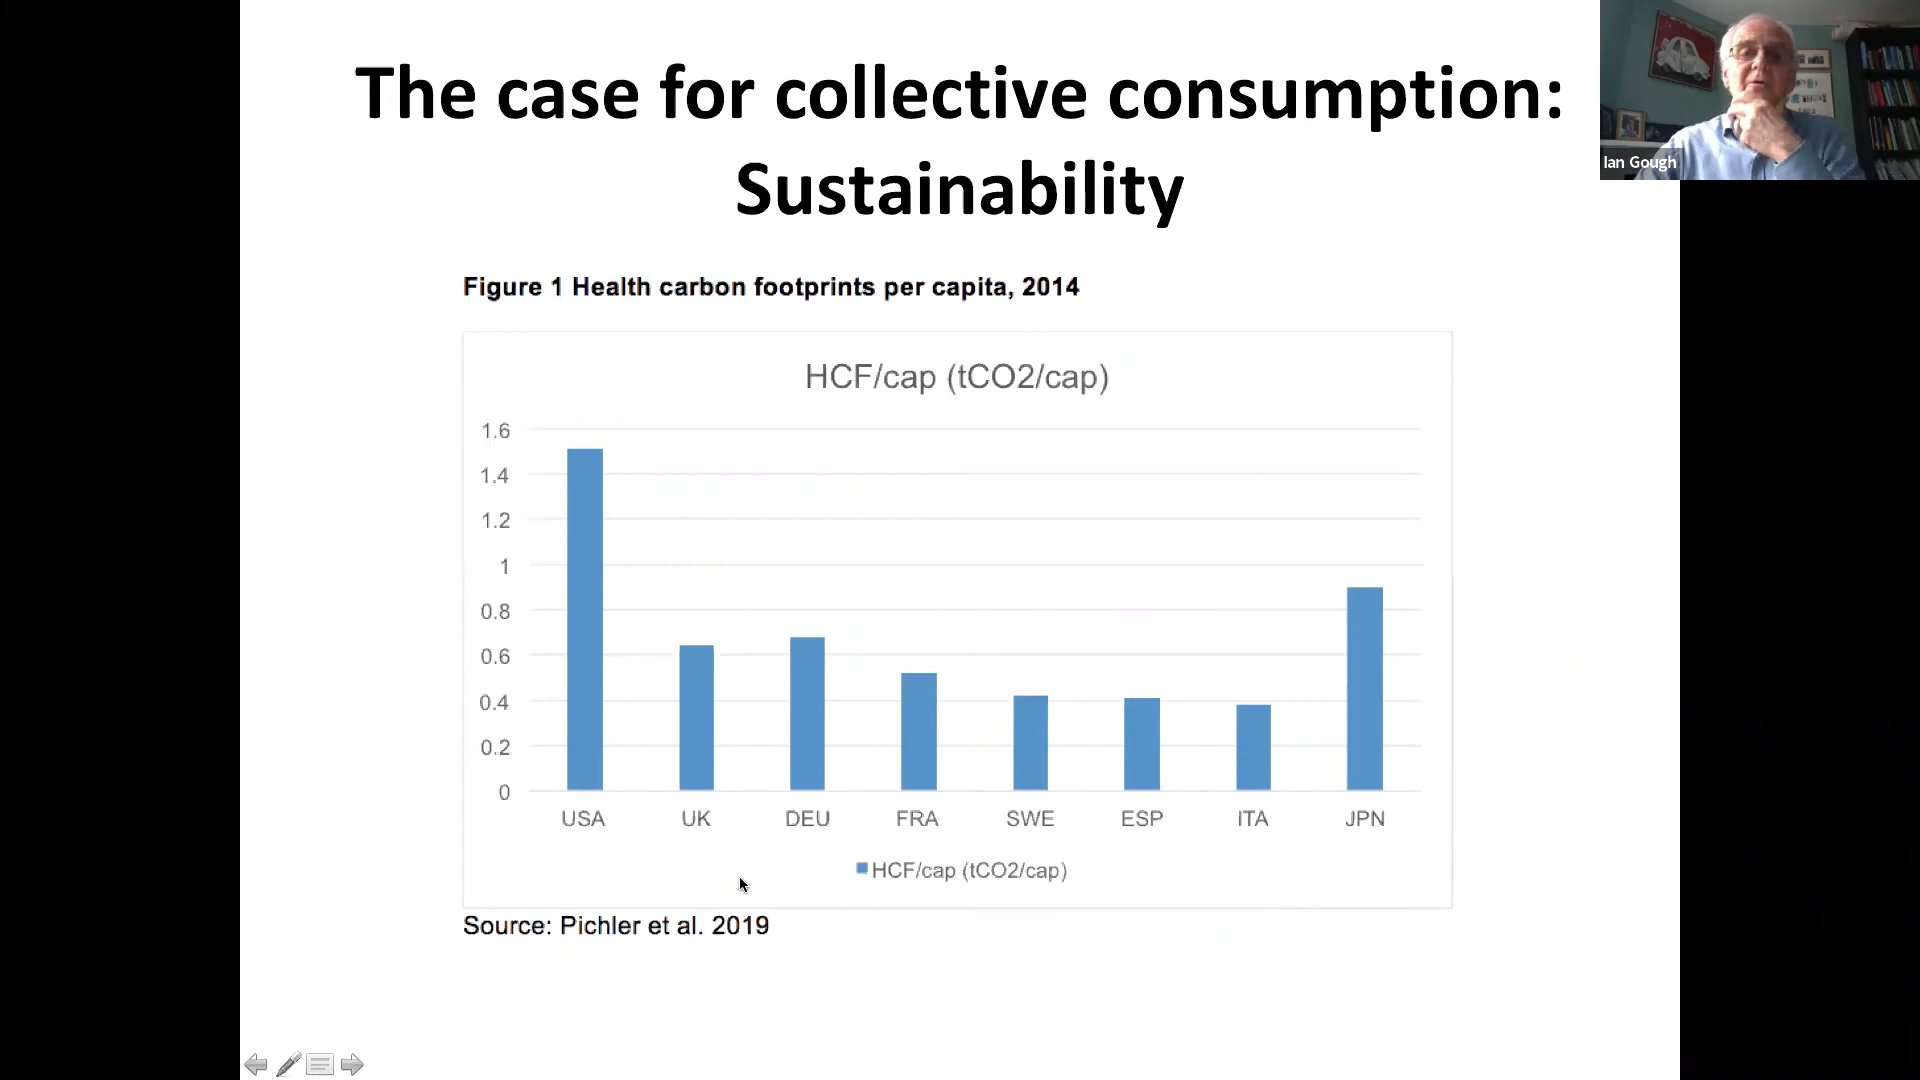 The case for collective consumption:
Sustainability
Ian Gough
Figure 1 Health carbon footprints per capita, 2014
HCF/cap (tCO2/cap)
1.6
1.4
1.2
1
0.8
0.6
0.4
0.2
0
USA UK DEU FRA SWE ESP ITA JPN
HCF/cap (tCO2/cap)
Source: Pichler et al. 2019